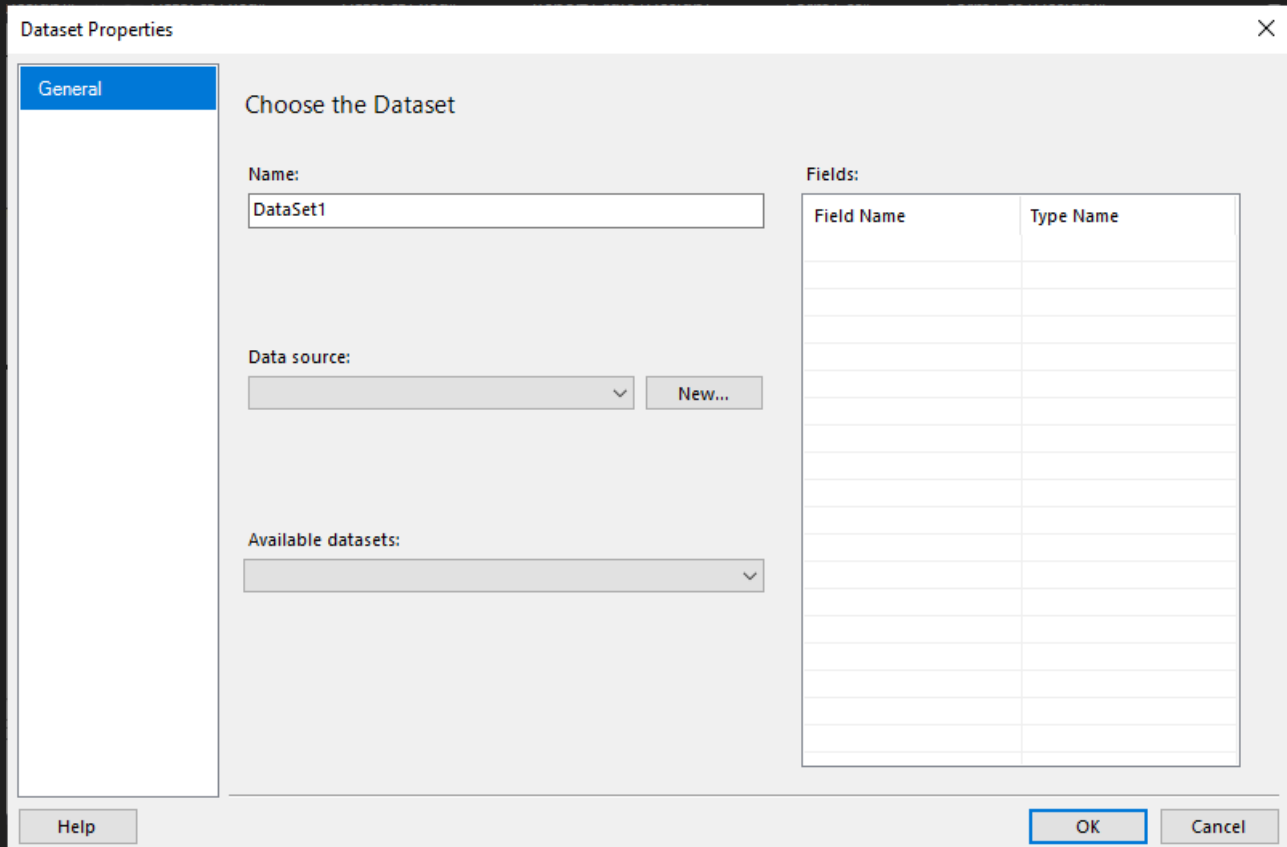 Dataset Properties
General
Choose the Dataset
Name:
DataSet1
Fields:
Field Name
Type Name
Data source:
New...
Available datasets:
Help
OK
Cancel